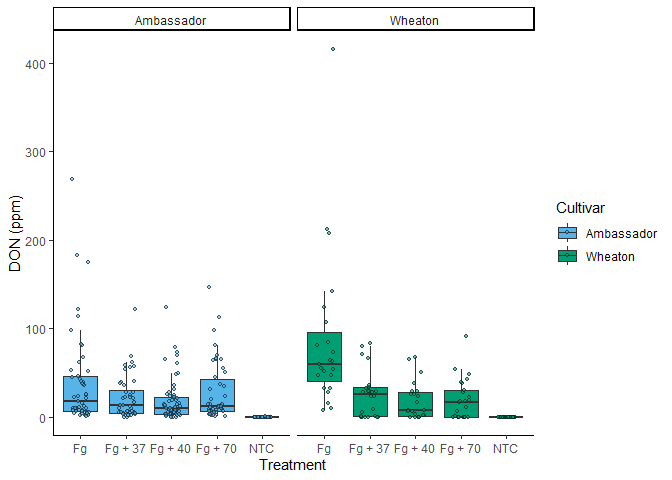 Ambassador Wheaton
DON (ppm)
400
300
200
100
0
Fg Fg + 37 Fg + 40 Fg + 70 NTC Fg Fg + 37 Fg + 40 Fg + 70 NTC
Treatment
Cultivar
Ambassador
Wheaton